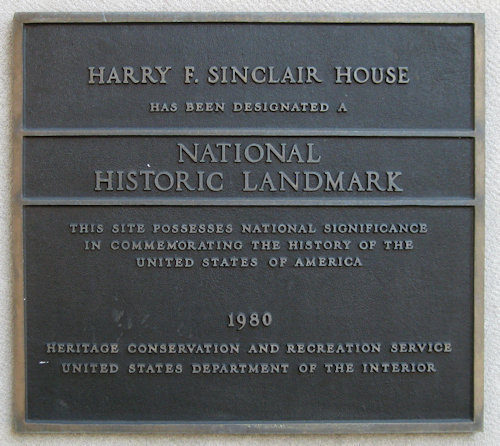 HARRY F. SINCLAIR HOUSE
HAS BEEN DESIGNATED A
NATIONAL
HISTORIC LANDMARK
THIS SITE POSSESSES NATIONAL SIGNIFICANCE
IN COMMEMORATING THE HISTORY OF THE
UNITED STATES OF AMERICA
1980
HERITAGE CONSERVATION AND RECREATION SERVICE
UNITED STATES DEPARTMENT OF THE INTERIOR